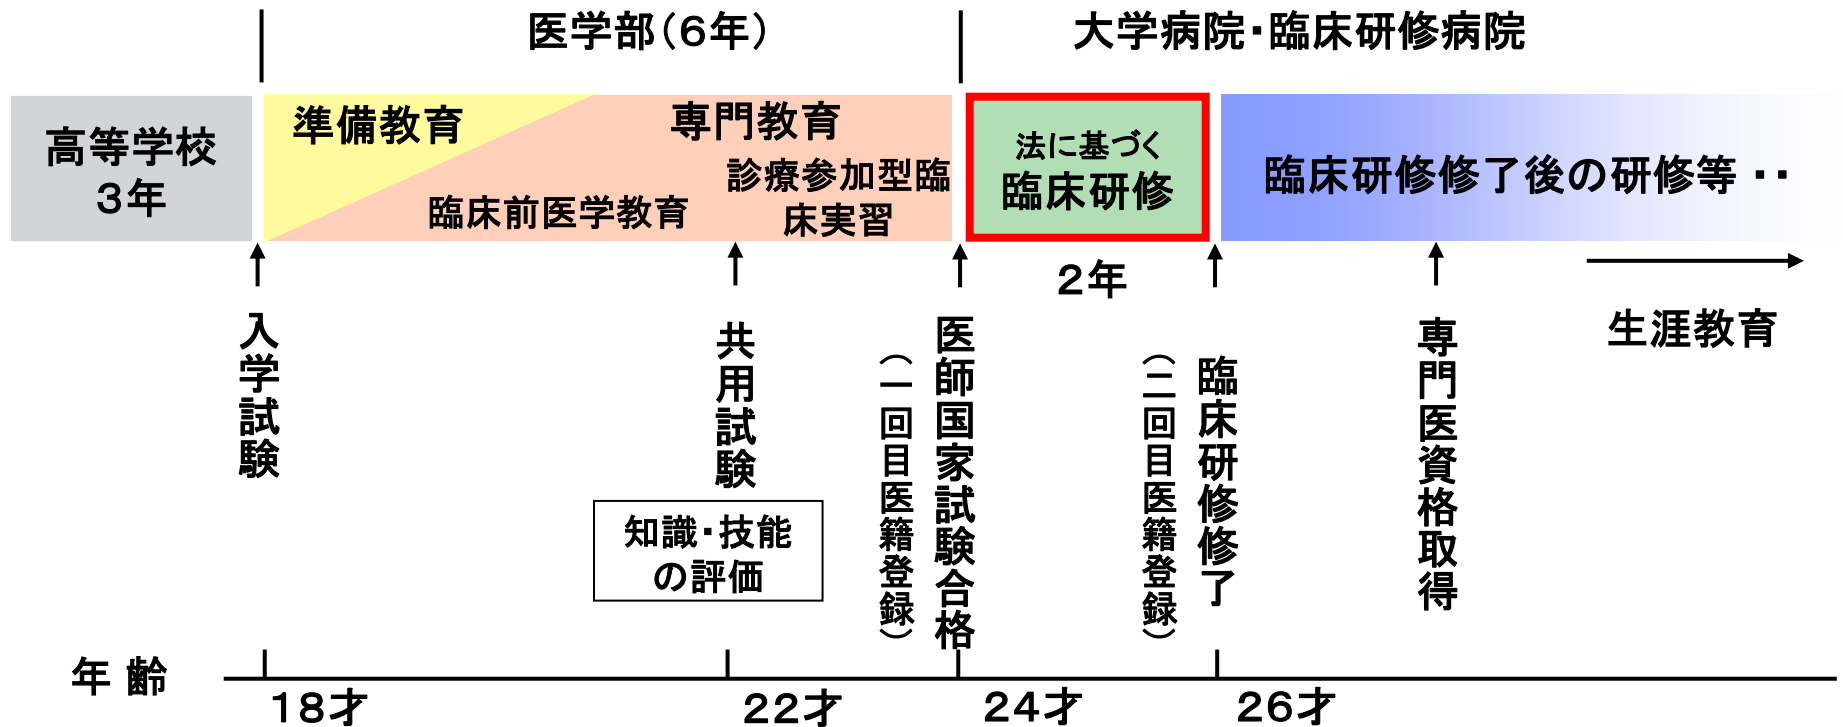 医学部（６年）
大学病院・臨床研修病院
高等学校
３年
準備教育
専門教育
臨床前医学教育
診療参加型臨
床実習
法に基づく
臨床研修
臨床研修修了後の研修等 ‥
２年
生涯教育
入学試験
共用試験
知識・技能
の評価
医師国家試験合格
（一回目医籍登録）
臨床研修修了
（二回目医籍登録）
専門医資格取得
年 齢
１８才
２２才
２４才
２６才